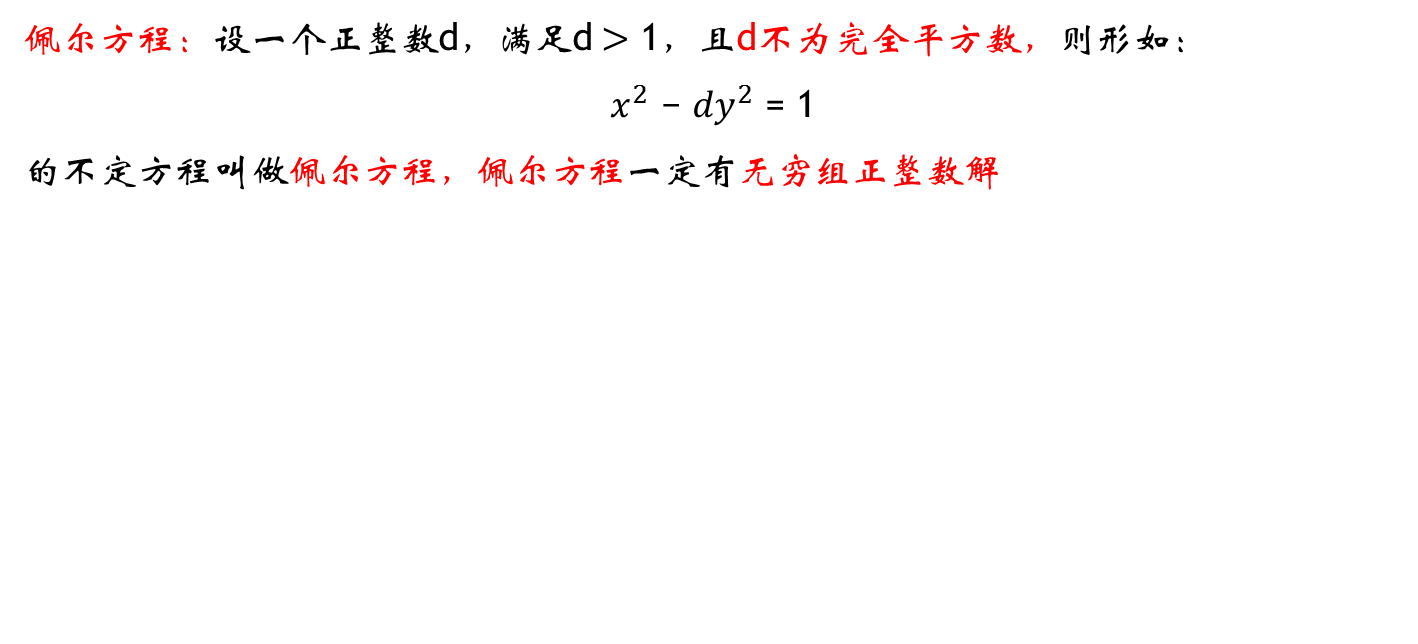 佩尔方程：设一个正整数d，满足d＞1，且d不为完全平方数，则形如：
x² − dy² = 1
的不定方程叫做佩尔方程，佩尔方程一定有无穷组正整数解